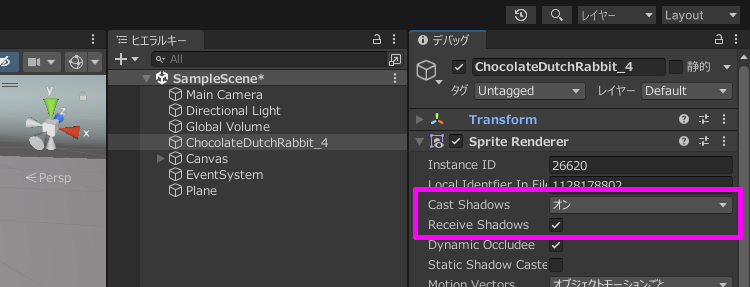 レイヤー
Layout
ヒエラルキー
All
SampleScene*
Main Camera
Directional Light
Global Volume
ChocolateDutchRabbit_4
Canvas
EventSystem
Plane
y
z
x
Persp
デバッグ
ChocolateDutchRabbit_4
静的
タグ Untagged レイヤー Default
Transform
Sprite Renderer
Instance ID 26620
Local Identfier In File 1128178802
Cast Shadows オン
Receive Shadows
Dynamic Occludee
Static Shadow Caste
Motion Vectors オブジェクトモーションごと